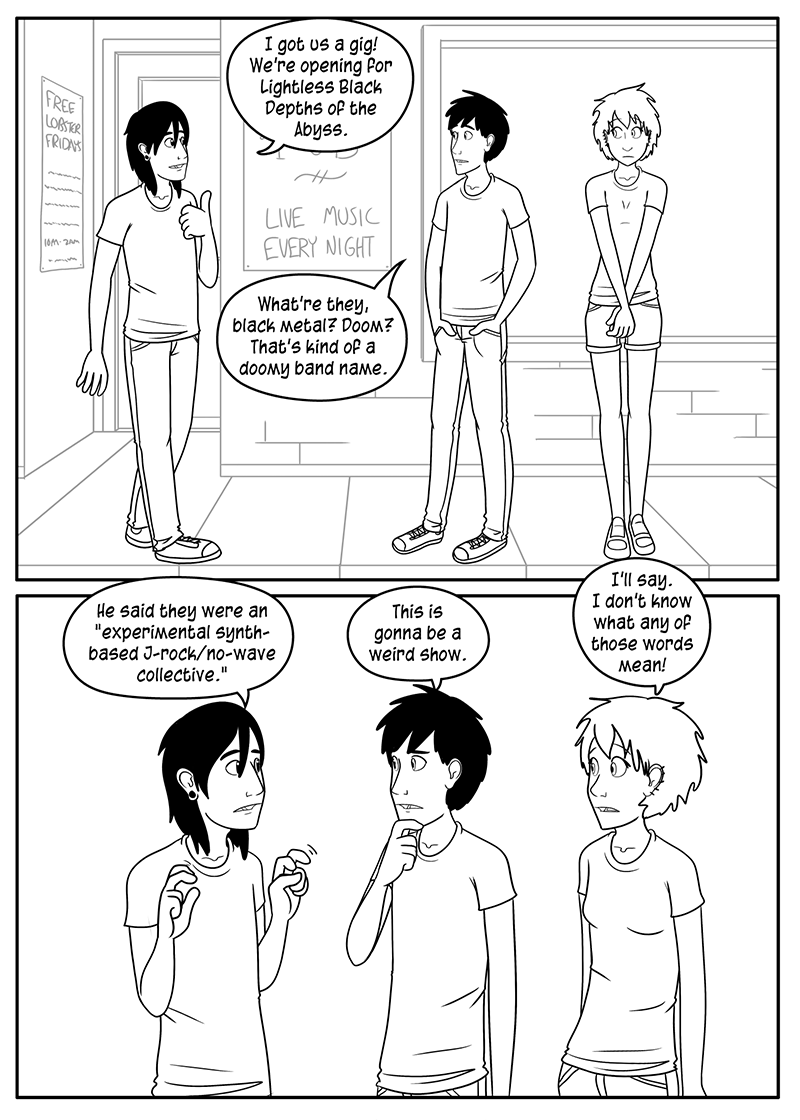 I got us a gig!
We're opening for
Lightless Black
Depths of the
Abyss.
FREE
LOBSTER
FRIDAYS
10AM-2AM
LIVE MUSIC
EVERY NIGHT
What're they,
black metal? Doom?
That's kind of a
doomy band name.
He said they were an
"experimental synth-
based J-rock/no-wave
collective."
This is
gonna be a
weird show.
I'll say.
I don't know
what any of
those words
mean!